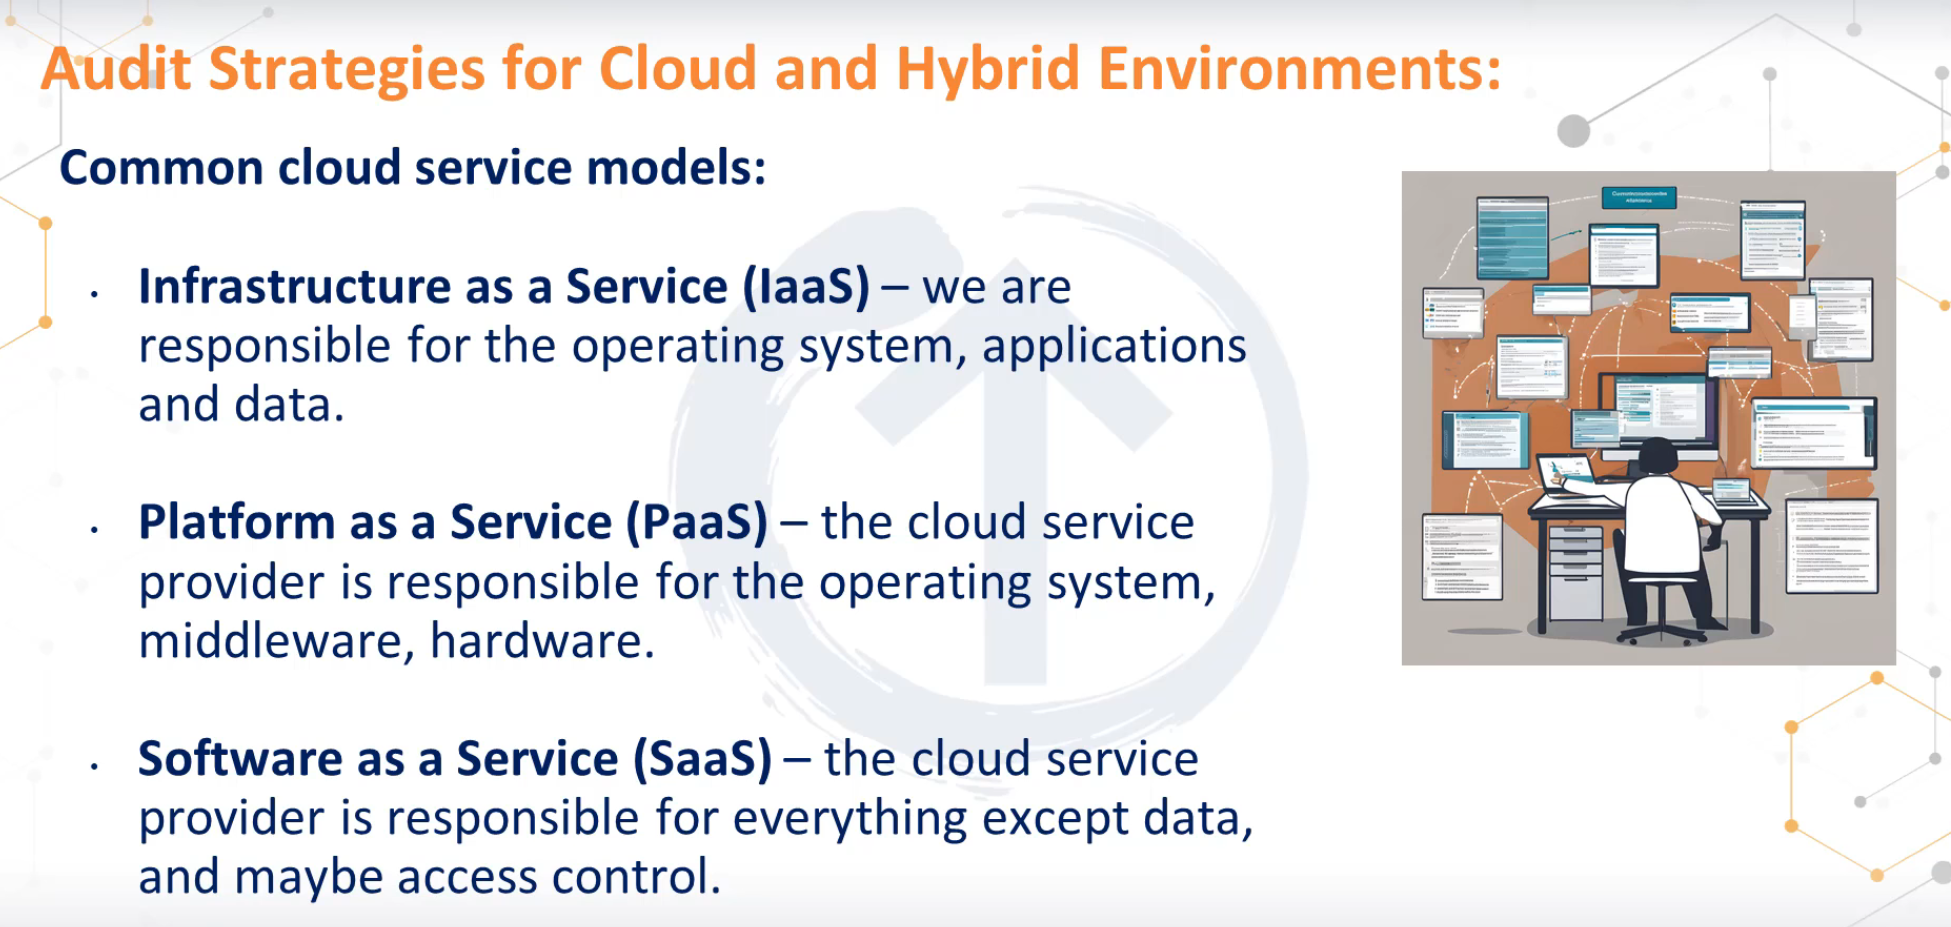 Audit Strategies for Cloud and Hybrid Environments:
Common cloud service models:
· Infrastructure as a Service (IaaS) – we are
responsible for the operating system, applications
and data.
· Platform as a Service (PaaS) – the cloud service
provider is responsible for the operating system,
middleware, hardware.
· Software as a Service (SaaS) – the cloud service
provider is responsible for everything except data,
and maybe access control.